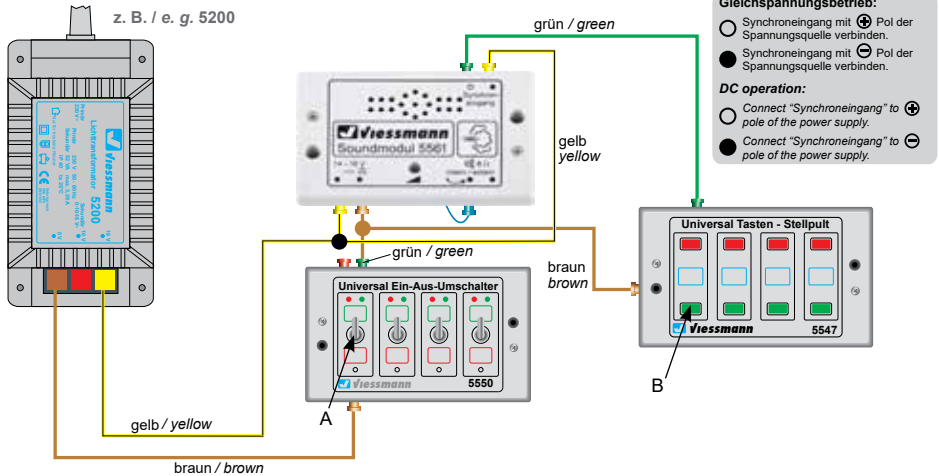 z. B. / e. g. 5200
Viessmann
Lichttransformator 5200
gelb / yellow
braun / brown
grün / green
Synchron-
eingang
Viessmann
Soundmodul 5561
gelb
yellow
grün / green
Universal Ein-Aus-Umschalter
Viessmann 5550
A
braun
brown
Universal Tasten - Stellpult
Viessmann 5547
B
Gleichspannungsbetrieb:
Synchroneingang mit ⊕ Pol der
Spannungsquelle verbinden.
Synchroneingang mit ⊖ Pol der
Spannungsquelle verbinden.
DC operation:
Connect “Synchroneingang” to ⊕
pole of the power supply.
Connect “Synchroneingang” to ⊖
pole of the power supply.